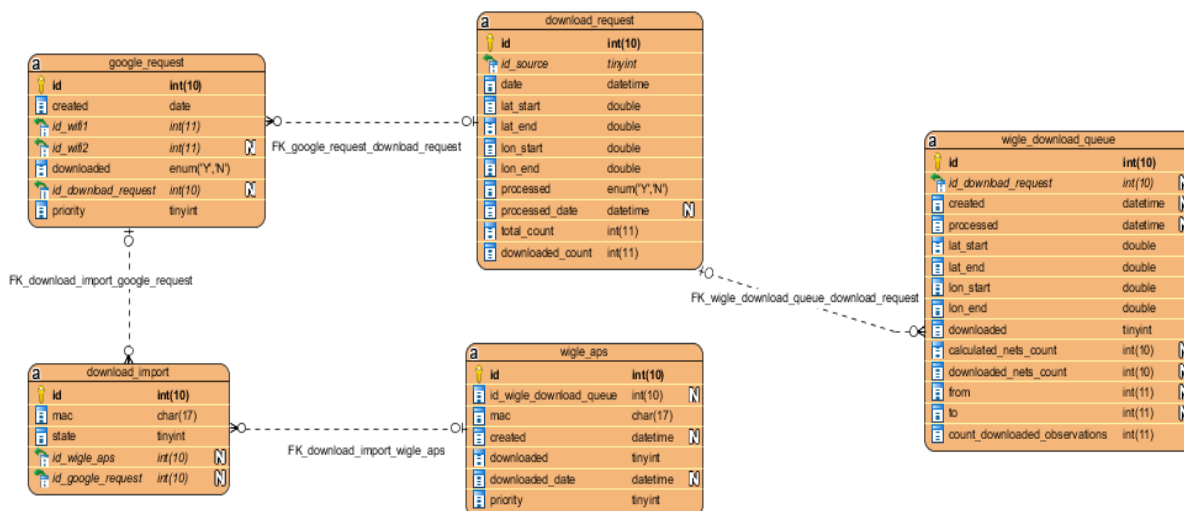 a
download_request
id int(10)
id_source tinyint
date datetime
lat_start double
lat_end double
lon_start double
lon_end double
processed enum("Y",'N')
processed_date datetime N
total_count int(11)
downloaded_count int(11)
a
google_request
id int(10)
created date
id_wifi1 int(11)
id_wifi2 int(11) N
downloaded enum("Y",'N')
id_download_request int(10) N
priority tinyint
FK_google_request_download_request
a
wigle_download_queue
id int(10)
id_download_request int(10) N
created datetime N
processed datetime N
lat_start double
lat_end double
lon_start double
lon_end double
downloaded tinyint
calculated_nets_count int(10) N
downloaded_nets_count int(10) N
from int(11) N
to int(11) N
count_downloaded_observations int(11)
FK_download_import_google_request
FK_wigle_download_queue_download_request
a
download_import
id int(10)
mac char(17)
state tinyint
id_wigle_aps int(10) N
id_google_request int(10) N
FK_download_import_wigle_aps
a
wigle_aps
id int(10)
id_wigle_download_queue int(10) N
mac char(17)
created datetime N
downloaded tinyint
downloaded_date datetime N
priority tinyint